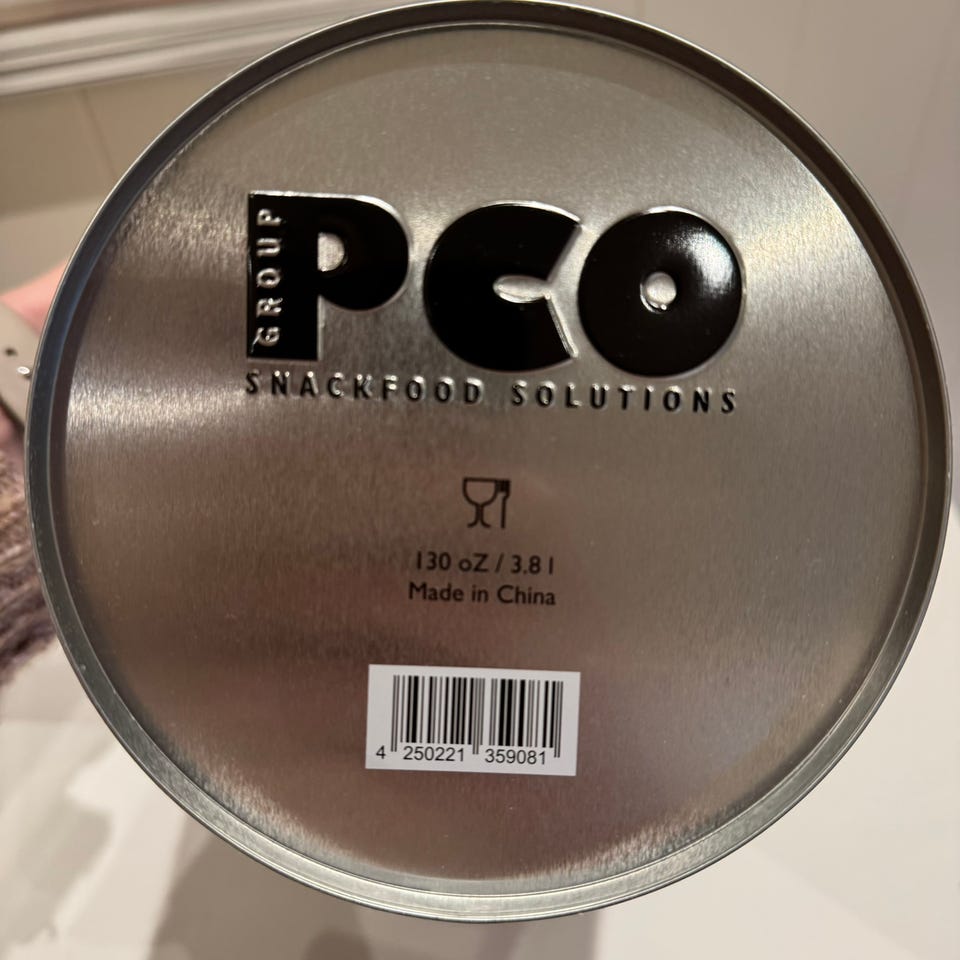 GROUP
PCO
SNACKFOOD SOLUTIONS
130 oZ / 3.8 l
Made in China
4 250221 359081